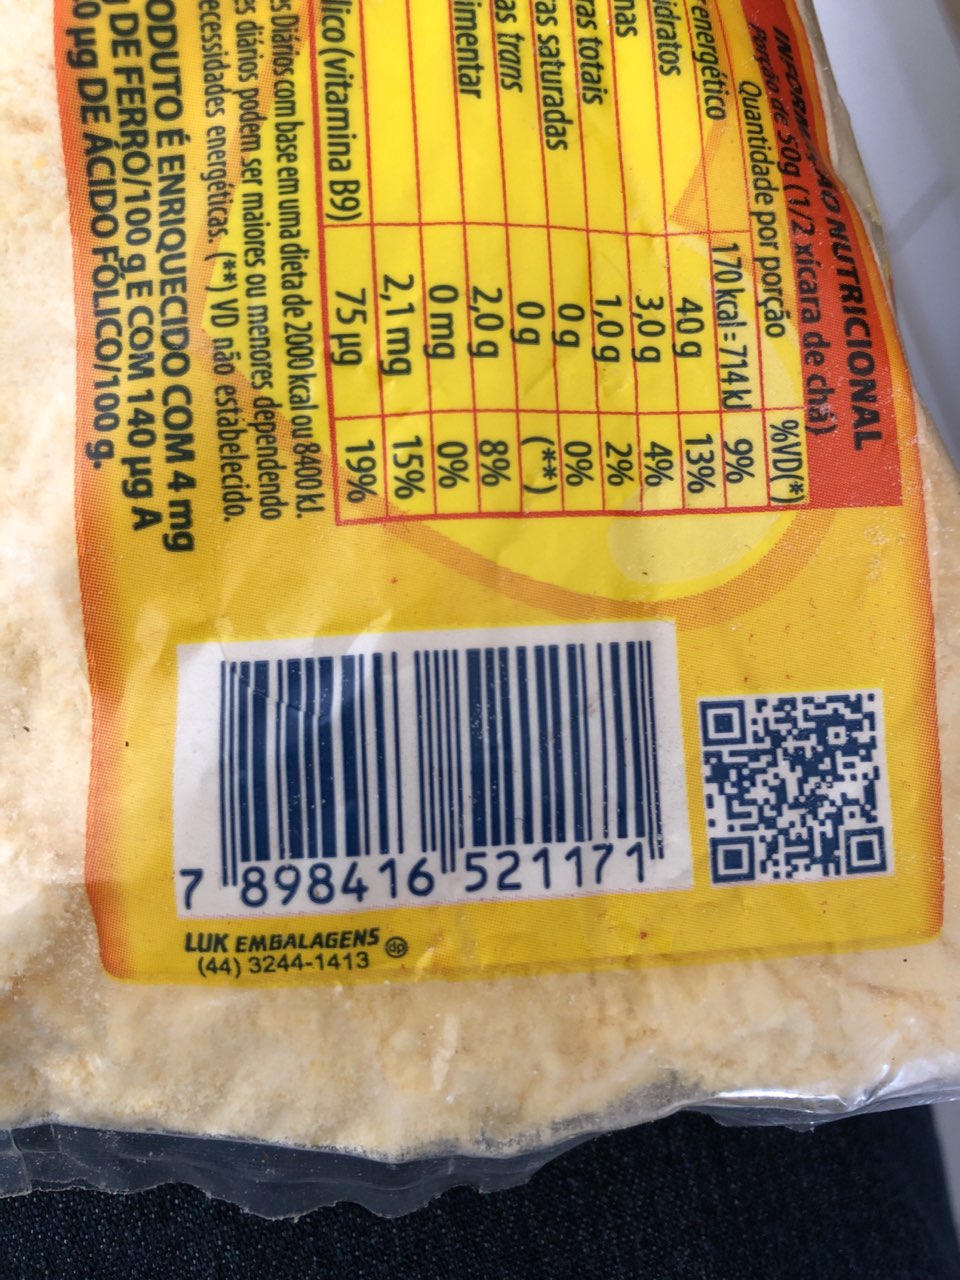 INFORMAÇÃO NUTRICIONAL
Porção de 50g (1/2 xícara de chá)
Quantidade por porção %VD(*)
energético 170 kcal = 714 kJ 9%
idratos 40 g 13%
nas 3,0 g 4%
ras totais 1,0 g 2%
ras saturadas 0 g 0%
as trans 0 g (**)
imentar 2,0 g 8%
0 mg 0%
2,1 mg 15%
lico (vitamina B9) 75 µg 19%
es Diários com base em uma dieta de 2000 kcal ou 8400 kJ.
es diários podem ser maiores ou menores dependendo
ecessidades energéticas. (**) VD não estabelecido.
ODUTO É ENRIQUECIDO COM 4 mg
DE FERRO/100 g E COM 140 µg A
0 µg DE ÁCIDO FÓLICO/100 g.
7 898416 521171
LUK EMBALAGENS dp
(44) 3244-1413